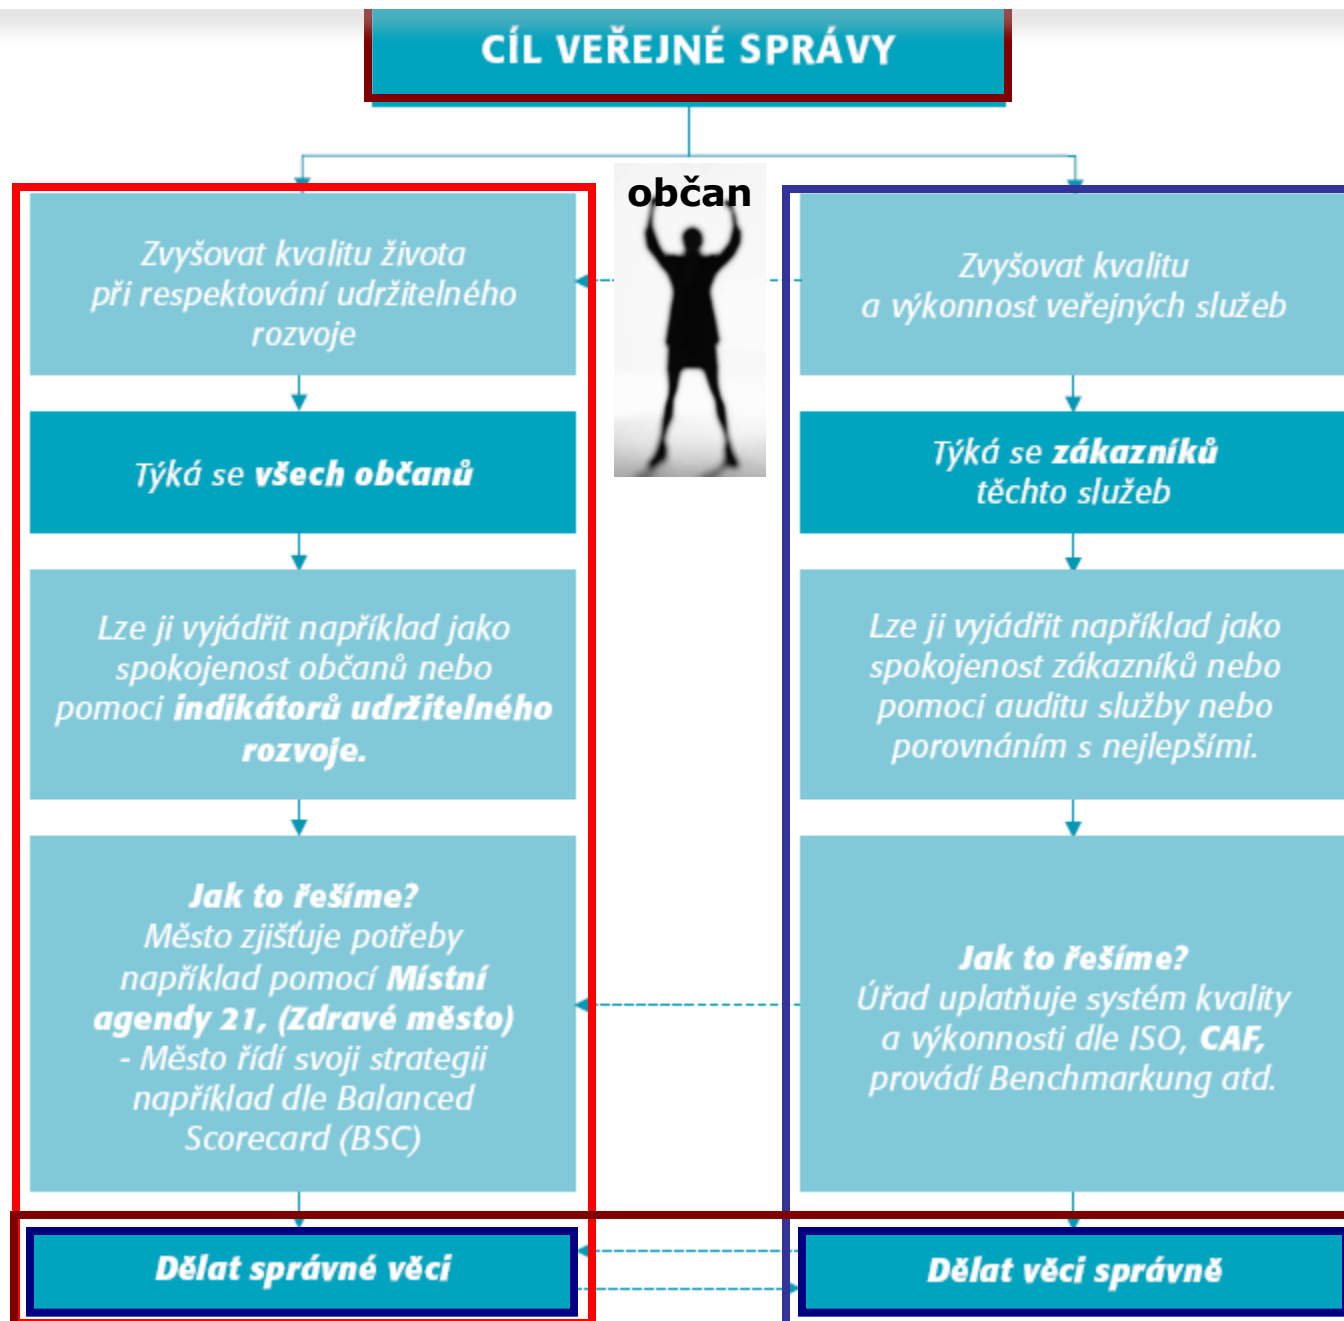 CÍL VEŘEJNÉ SPRÁVY
občan
Zvyšovat kvalitu života
při respektování udržitelného
rozvoje
Týká se všech občanů
Lze ji vyjádřit například jako
spokojenost občanů nebo
pomoci indikátorů udržitelného
rozvoje.
Jak to řešíme?
Město zjišťuje potřeby
například pomocí Místní
agendy 21, (Zdravé město)
- Město řídí svoji strategii
například dle Balanced
Scorecard (BSC)
Dělat správné věci
Zvyšovat kvalitu
a výkonnost veřejných služeb
Týká se zákazníků
těchto služeb
Lze ji vyjádřit například jako
spokojenost zákazníků nebo
pomoci auditu služby nebo
porovnáním s nejlepšími.
Jak to řešíme?
Úřad uplatňuje systém kvality
a výkonnosti dle ISO, CAF,
provádí Benchmarkung atd.
Dělat věci správně